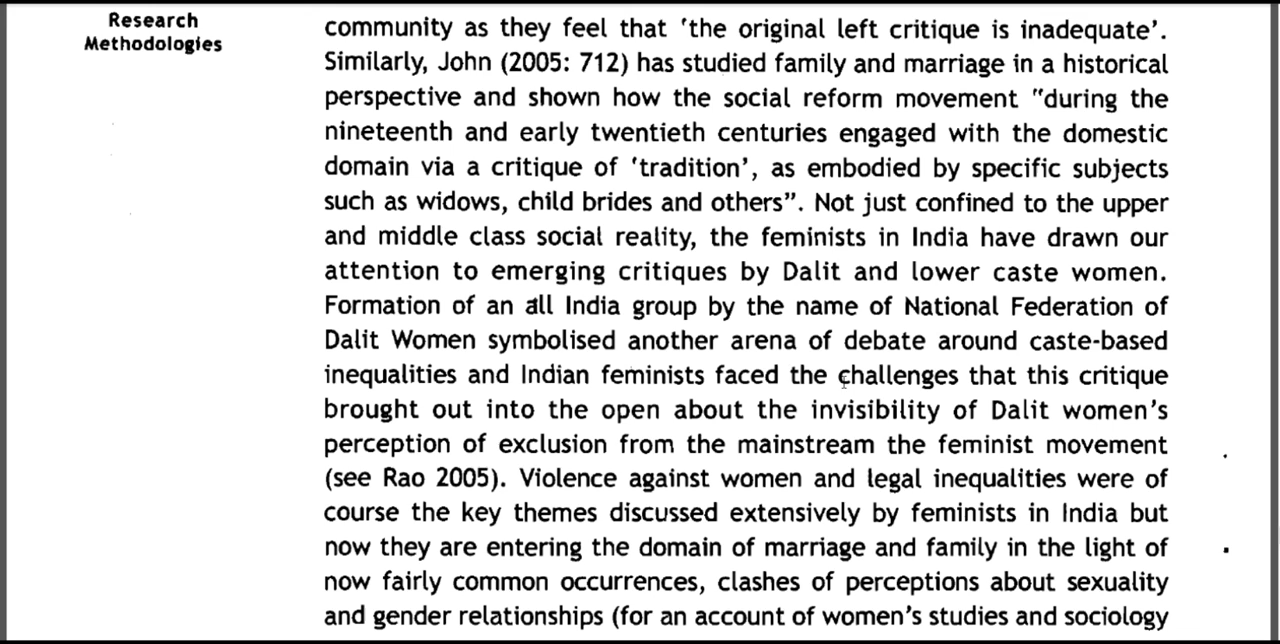 Research
Methodologies
community as they feel that ‘the original left critique is inadequate’.
Similarly, John (2005: 712) has studied family and marriage in a historical
perspective and shown how the social reform movement “during the
nineteenth and early twentieth centuries engaged with the domestic
domain via a critique of ‘tradition’, as embodied by specific subjects
such as widows, child brides and others”. Not just confined to the upper
and middle class social reality, the feminists in India have drawn our
attention to emerging critiques by Dalit and lower caste women.
Formation of an all India group by the name of National Federation of
Dalit Women symbolised another arena of debate around caste-based
inequalities and Indian feminists faced the challenges that this critique
brought out into the open about the invisibility of Dalit women’s
perception of exclusion from the mainstream the feminist movement
(see Rao 2005). Violence against women and legal inequalities were of
course the key themes discussed extensively by feminists in India but
now they are entering the domain of marriage and family in the light of
now fairly common occurrences, clashes of perceptions about sexuality
and gender relationships (for an account of women’s studies and sociology